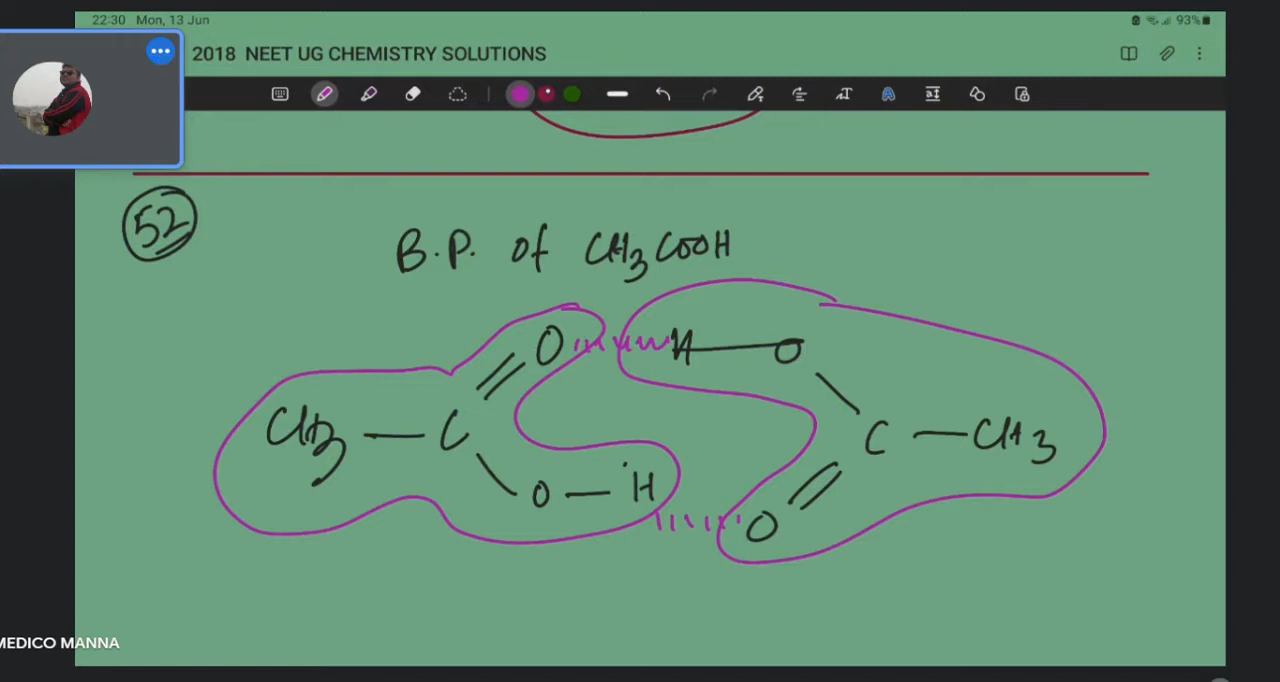 22:30 Mon, 13 Jun
93%
2018 NEET UG CHEMISTRY SOLUTIONS
52
B.P. of CH3COOH
O H—O
CH3—C
C—CH3
O—H
O
MEDICO MANNA